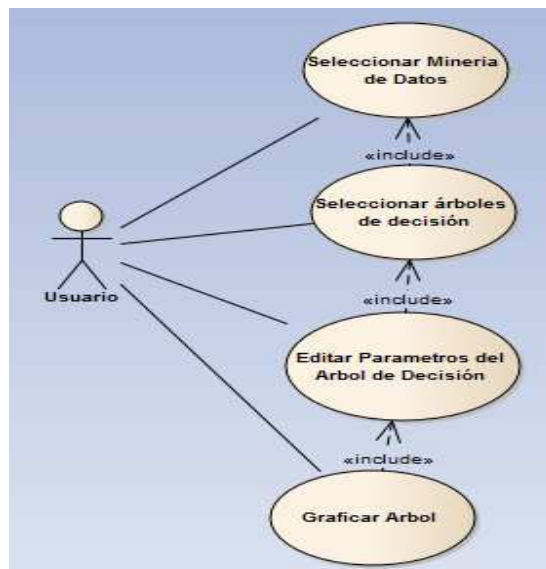 Seleccionar Mineria
de Datos
«include»
Seleccionar árboles
de decisión
Usuario
«include»
Editar Parametros del
Arbol de Decisión
«include»
Graficar Arbol